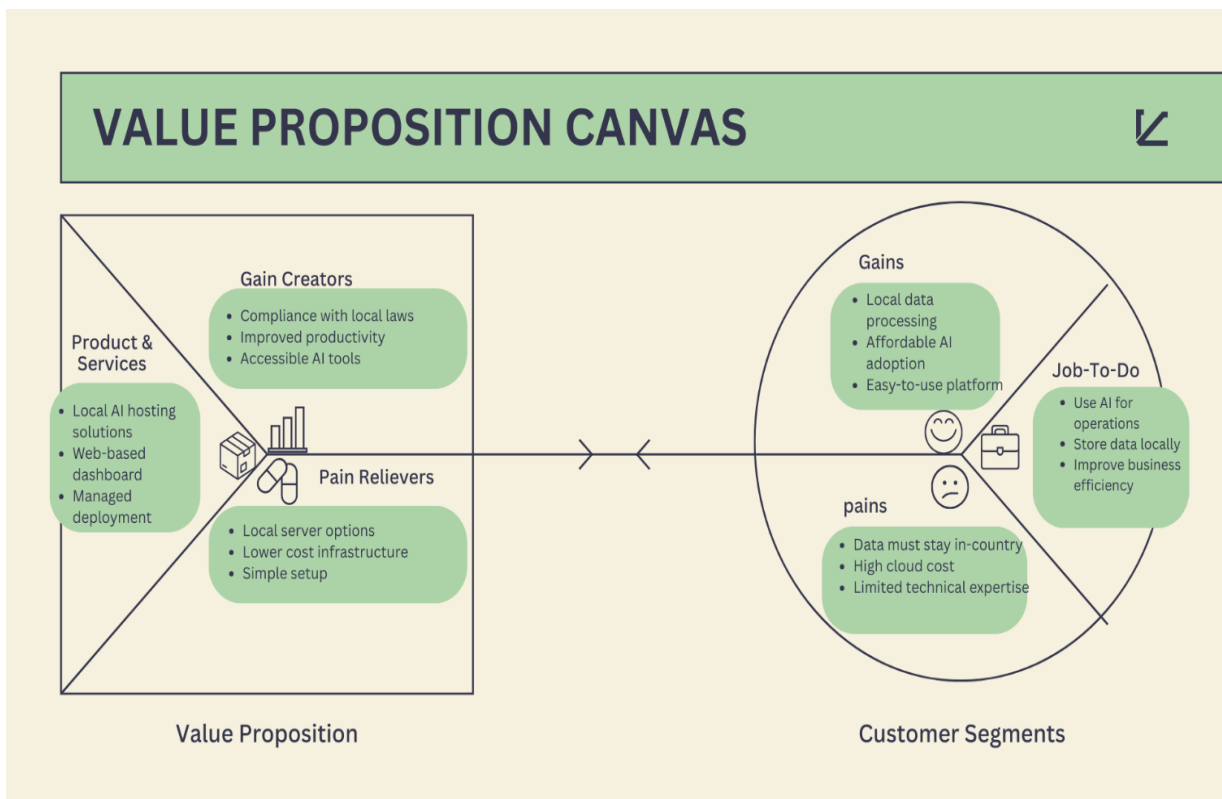 VALUE PROPOSITION CANVAS
Gain Creators
• Compliance with local laws
• Improved productivity
• Accessible AI tools
Product &
Services
• Local AI hosting
solutions
• Web-based
dashboard
• Managed
deployment
Pain Relievers
• Local server options
• Lower cost infrastructure
• Simple setup
Value Proposition
Gains
• Local data
processing
• Affordable AI
adoption
• Easy-to-use platform
Job-To-Do
• Use AI for
operations
• Store data locally
• Improve business
efficiency
pains
• Data must stay in-country
• High cloud cost
• Limited technical expertise
Customer Segments